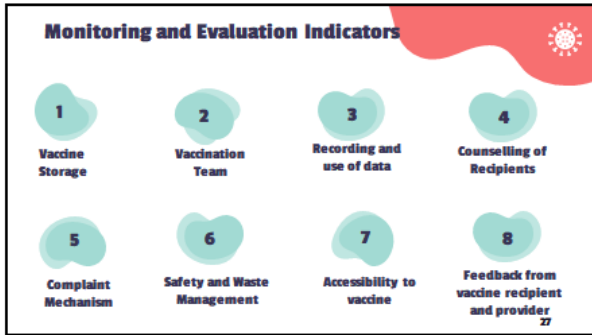 Monitoring and Evaluation Indicators
1
Vaccine
Storage
2
Vaccination
Team
3
Recording and
use of data
4
Counselling of
Recipients
5
Complaint
Mechanism
6
Safety and Waste
Management
7
Accessibility to
vaccine
8
Feedback from
vaccine recipient
and provider
27